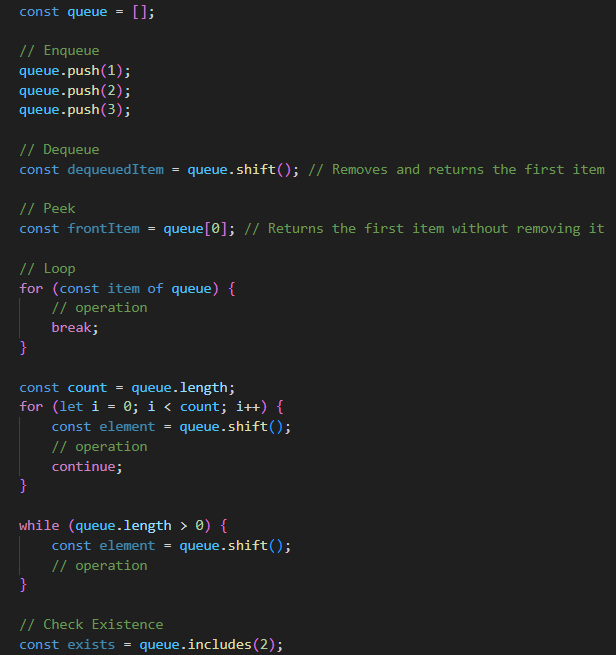 const queue = [];
// Enqueue
queue.push(1);
queue.push(2);
queue.push(3);
// Dequeue
const dequeuedItem = queue.shift(); // Removes and returns the first item
// Peek
const frontItem = queue[0]; // Returns the first item without removing it
// Loop
for (const item of queue) {
    // operation
    break;
}
const count = queue.length;
for (let i = 0; i < count; i++) {
    const element = queue.shift();
    // operation
    continue;
}
while (queue.length > 0) {
    const element = queue.shift();
    // operation
}
// Check Existence
const exists = queue.includes(2);